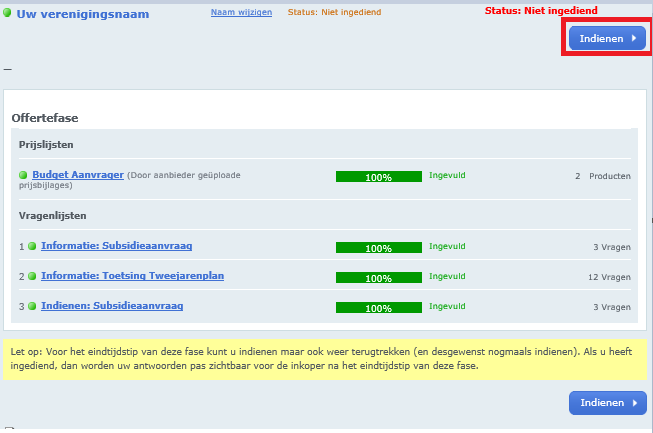 Uw verenigingsnaam Naam wijzigen Status: Niet ingediend Status: Niet ingediend
Indienen
Offertefase
Prijslijsten
Budget Aanvrager (Door aanbieder geüploade 100% Ingevuld 2 Producten
prijsbijlages)
Vragenlijsten
1 Informatie: Subsidieaanvraag 100% Ingevuld 3 Vragen
2 Informatie: Toetsing Tweejarenplan 100% Ingevuld 12 Vragen
3 Indienen: Subsidieaanvraag 100% Ingevuld 3 Vragen
Let op: Voor het eindtijdstip van deze fase kunt u indienen maar ook weer terugtrekken (en desgewenst nogmaals indienen). Als u heeft
ingediend, dan worden uw antwoorden pas zichtbaar voor de inkoper na het eindtijdstip van deze fase.
Indienen